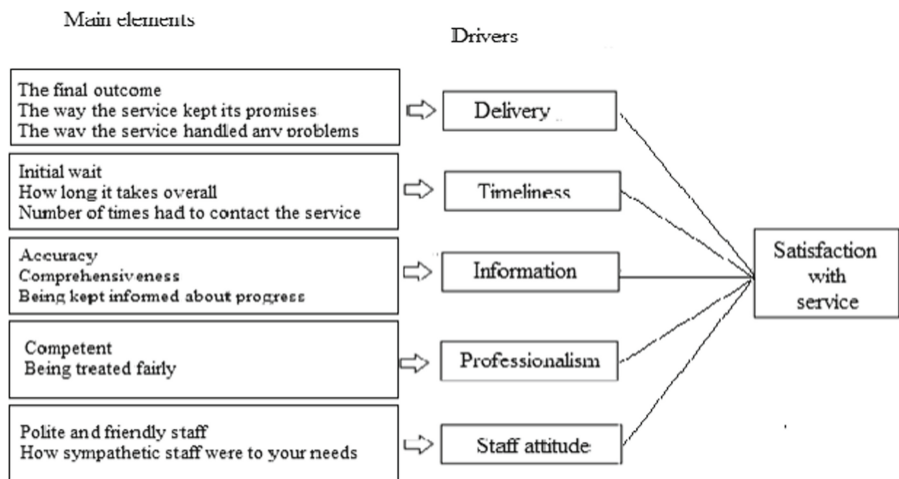 Main elements
Drivers
The final outcome
The way the service kept its promises
The way the service handled any problems
Delivery
Initial wait
How long it takes overall
Number of times had to contact the service
Timeliness
Accuracy
Comprehensiveness
Being kept informed about progress
Information
Satisfaction
with
service
Competent
Being treated fairly
Professionalism
Polite and friendly staff
How sympathetic staff were to your needs
Staff attitude